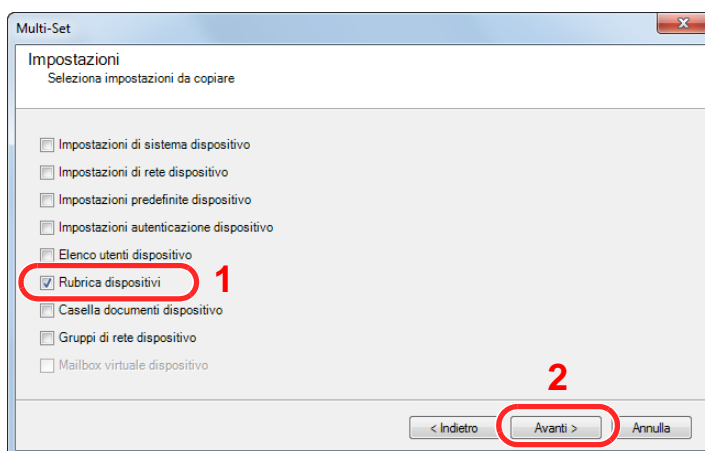 Multi-Set
Impostazioni
Seleziona impostazioni da copiare
Impostazioni di sistema dispositivo
Impostazioni di rete dispositivo
Impostazioni predefinite dispositivo
Impostazioni autenticazione dispositivo
Elenco utenti dispositivo
Rubrica dispositivi 1
Casella documenti dispositivo
Gruppi di rete dispositivo
Mailbox virtuale dispositivo
2
< Indietro Avanti > Annulla